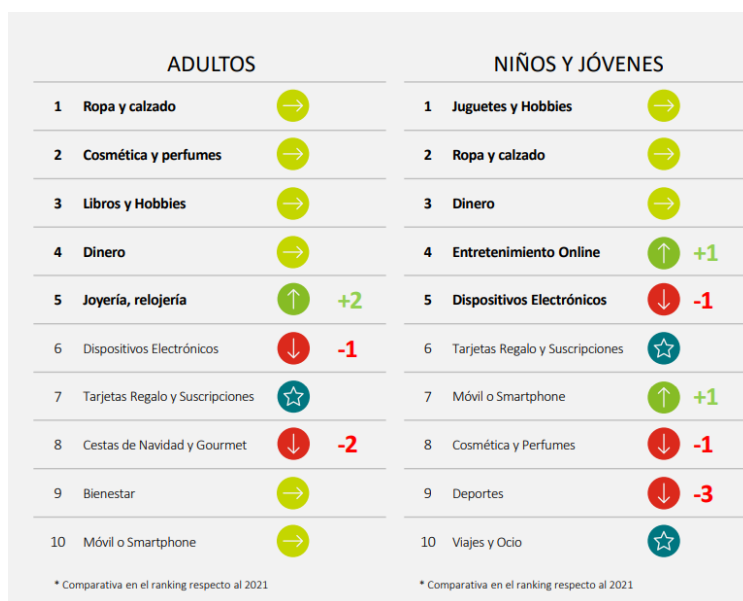 ADULTOS
1 Ropa y calzado
2 Cosmética y perfumes
3 Libros y Hobbies
4 Dinero
5 Joyería, relojería +2
6 Dispositivos Electrónicos -1
7 Tarjetas Regalo y Suscripciones
8 Cestas de Navidad y Gourmet -2
9 Bienestar
10 Móvil o Smartphone
* Comparativa en el ranking respecto al 2021
NIÑOS Y JÓVENES
1 Juguetes y Hobbies
2 Ropa y calzado
3 Dinero
4 Entretenimiento Online +1
5 Dispositivos Electrónicos -1
6 Tarjetas Regalo y Suscripciones
7 Móvil o Smartphone +1
8 Cosmética y Perfumes -1
9 Deportes -3
10 Viajes y Ocio
* Comparativa en el ranking respecto al 2021